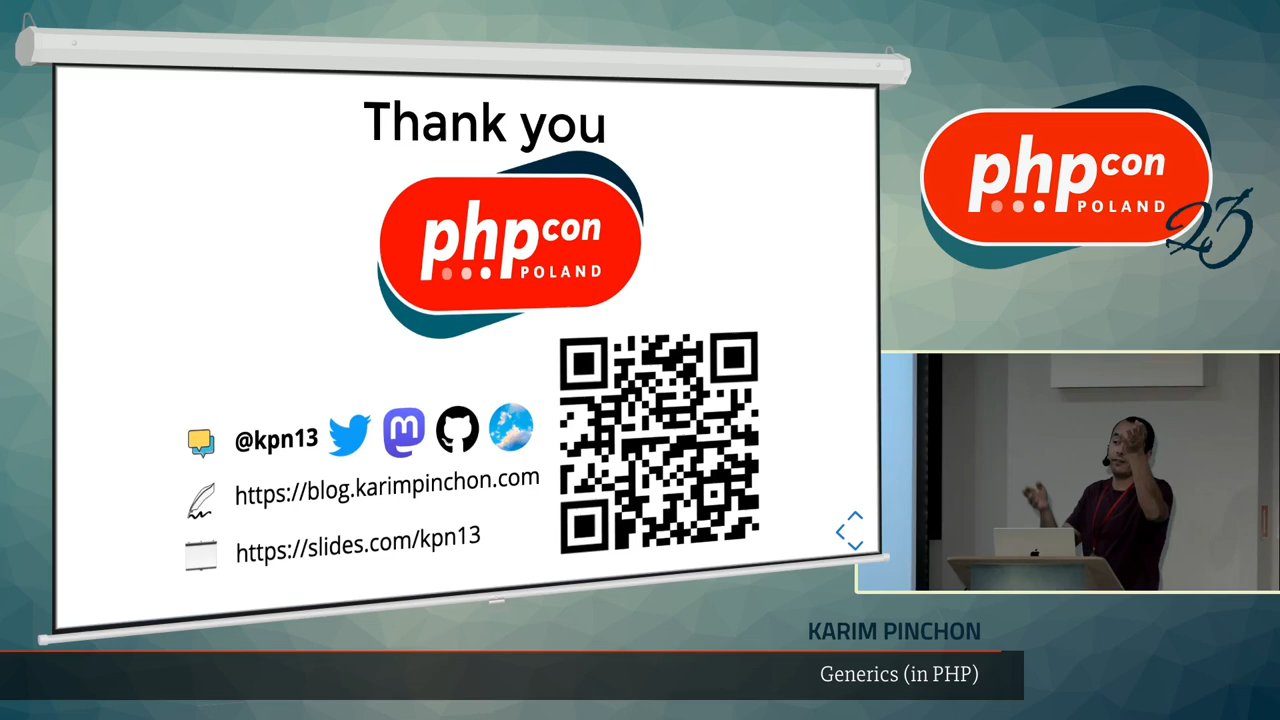 Thank you
php con
POLAND
@kpn13
https://blog.karimpinchon.com
https://slides.com/kpn13
php con
POLAND
23
KARIM PINCHON
Generics (in PHP)